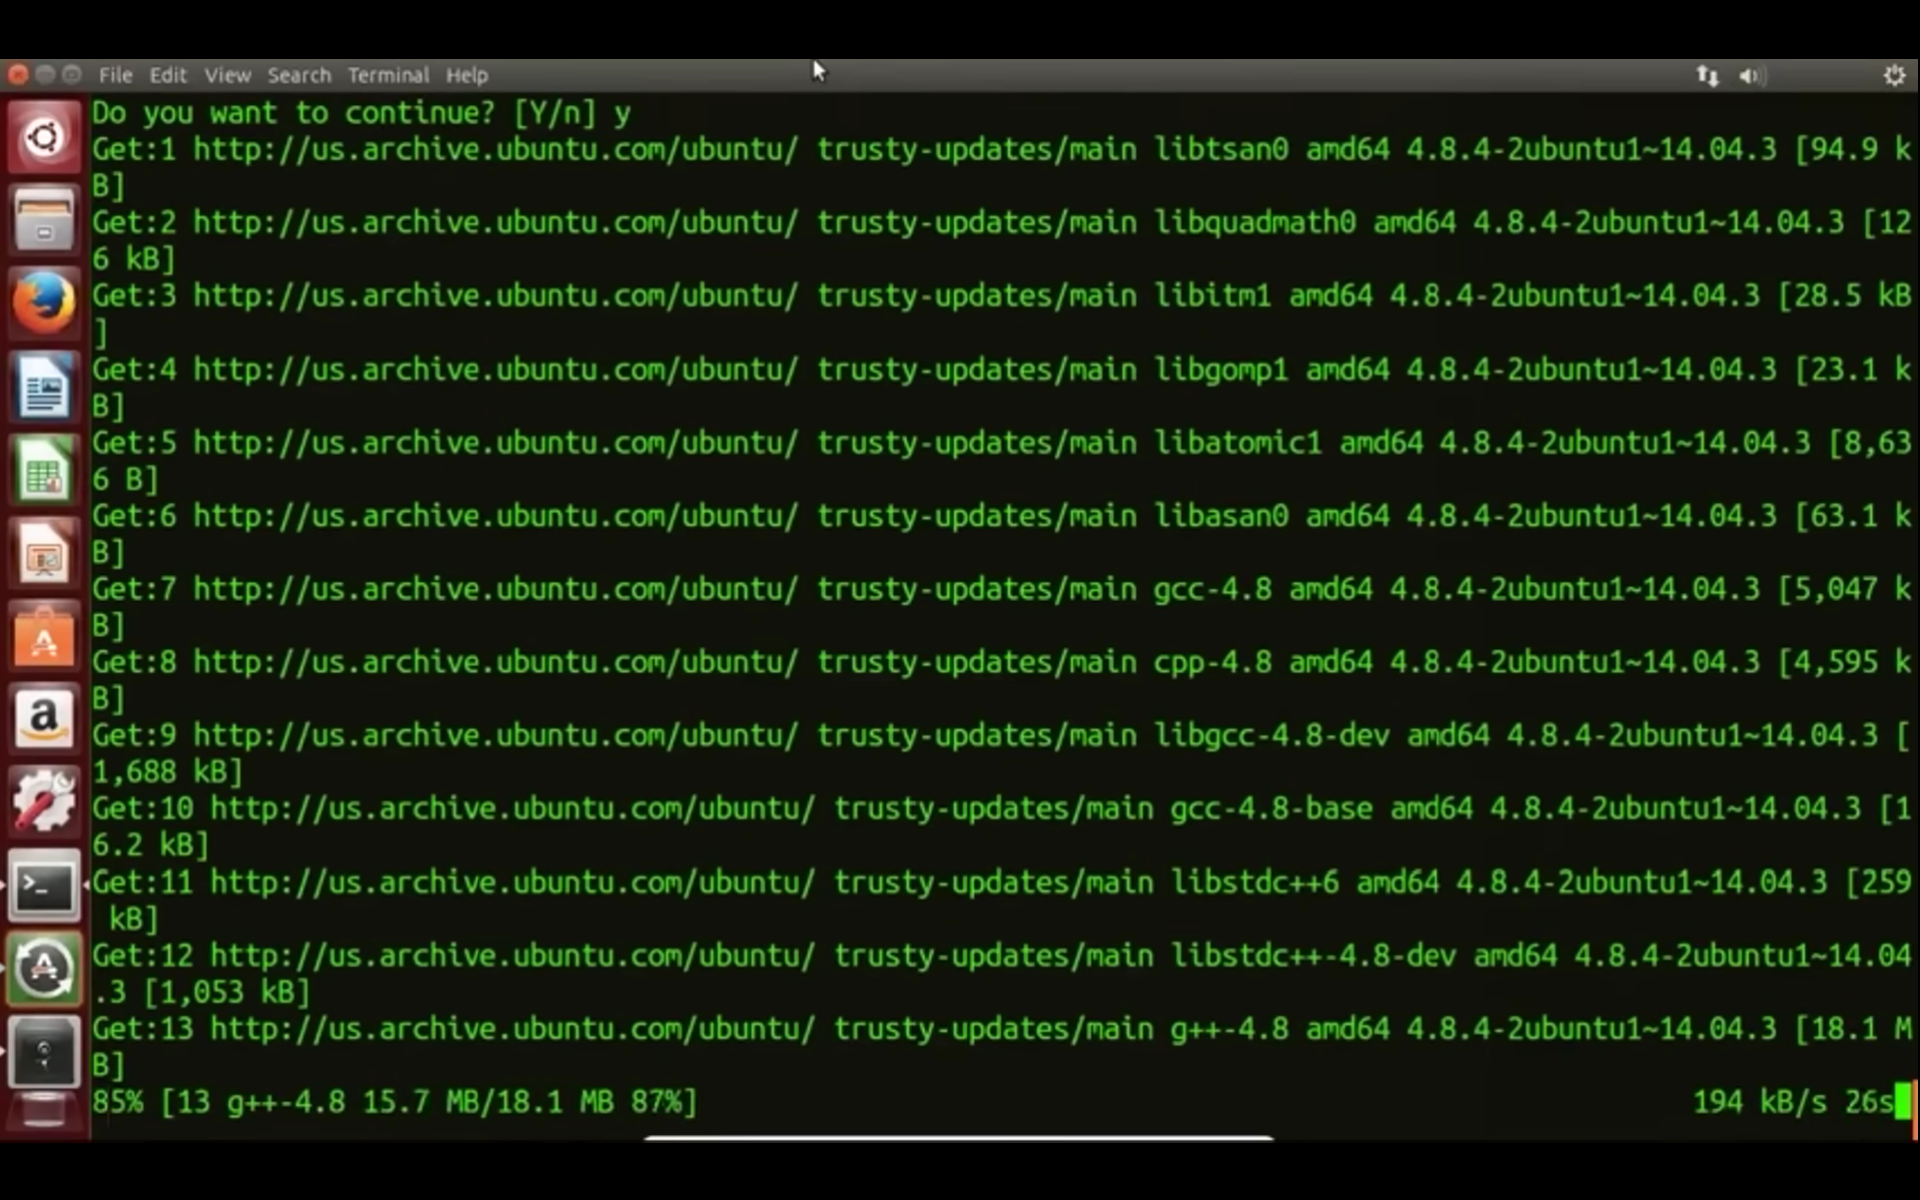 File Edit View Search Terminal Help
Do you want to continue? [Y/n] y
Get:1 http://us.archive.ubuntu.com/ubuntu/ trusty-updates/main libtsan0 amd64 4.8.4-2ubuntu1~14.04.3 [94.9 k
B]
Get:2 http://us.archive.ubuntu.com/ubuntu/ trusty-updates/main libquadmath0 amd64 4.8.4-2ubuntu1~14.04.3 [12
6 kB]
Get:3 http://us.archive.ubuntu.com/ubuntu/ trusty-updates/main libitm1 amd64 4.8.4-2ubuntu1~14.04.3 [28.5 kB
]
Get:4 http://us.archive.ubuntu.com/ubuntu/ trusty-updates/main libgomp1 amd64 4.8.4-2ubuntu1~14.04.3 [23.1 k
B]
Get:5 http://us.archive.ubuntu.com/ubuntu/ trusty-updates/main libatomic1 amd64 4.8.4-2ubuntu1~14.04.3 [8,63
6 B]
Get:6 http://us.archive.ubuntu.com/ubuntu/ trusty-updates/main libasan0 amd64 4.8.4-2ubuntu1~14.04.3 [63.1 k
B]
Get:7 http://us.archive.ubuntu.com/ubuntu/ trusty-updates/main gcc-4.8 amd64 4.8.4-2ubuntu1~14.04.3 [5,047 k
B]
Get:8 http://us.archive.ubuntu.com/ubuntu/ trusty-updates/main cpp-4.8 amd64 4.8.4-2ubuntu1~14.04.3 [4,595 k
B]
Get:9 http://us.archive.ubuntu.com/ubuntu/ trusty-updates/main libgcc-4.8-dev amd64 4.8.4-2ubuntu1~14.04.3 [
1,688 kB]
Get:10 http://us.archive.ubuntu.com/ubuntu/ trusty-updates/main gcc-4.8-base amd64 4.8.4-2ubuntu1~14.04.3 [1
6.2 kB]
Get:11 http://us.archive.ubuntu.com/ubuntu/ trusty-updates/main libstdc++6 amd64 4.8.4-2ubuntu1~14.04.3 [259
 kB]
Get:12 http://us.archive.ubuntu.com/ubuntu/ trusty-updates/main libstdc++-4.8-dev amd64 4.8.4-2ubuntu1~14.04
.3 [1,053 kB]
Get:13 http://us.archive.ubuntu.com/ubuntu/ trusty-updates/main g++-4.8 amd64 4.8.4-2ubuntu1~14.04.3 [18.1 M
B]
85% [13 g++-4.8 15.7 MB/18.1 MB 87%] 194 kB/s 26s